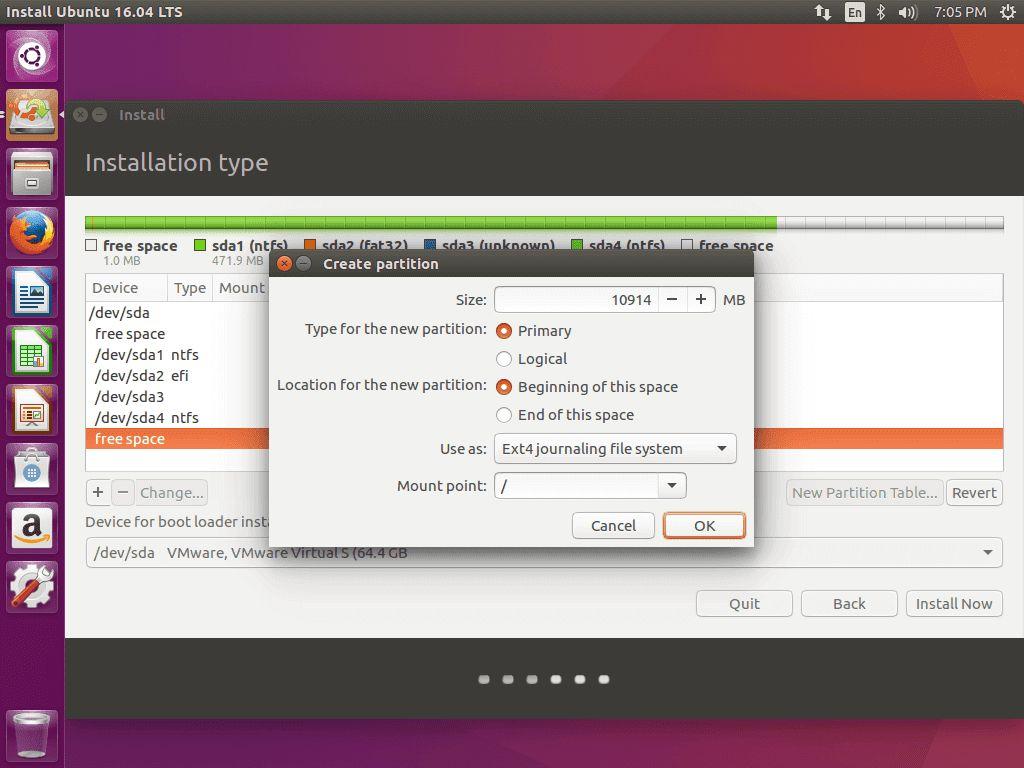 Install Ubuntu 16.04 LTS En 7:05 PM
Install
Installation type
free space sda1 (ntfs) sda2 (fat32) sda3 (unknown) sda4 (ntfs) free space
1.0 MB 471.9 MB
Create partition
Device Type Mount
Size: 10914 − + MB
/dev/sda
Type for the new partition: Primary
free space
/dev/sda1 ntfs
Logical
/dev/sda2 efi
Location for the new partition: Beginning of this space
/dev/sda3
/dev/sda4 ntfs
End of this space
free space
Use as: Ext4 journaling file system
Mount point: /
+ − Change... New Partition Table... Revert
Device for boot loader
Cancel OK
/dev/sda VMware, VMware Virtual S (64.4 GB
Quit Back Install Now
a